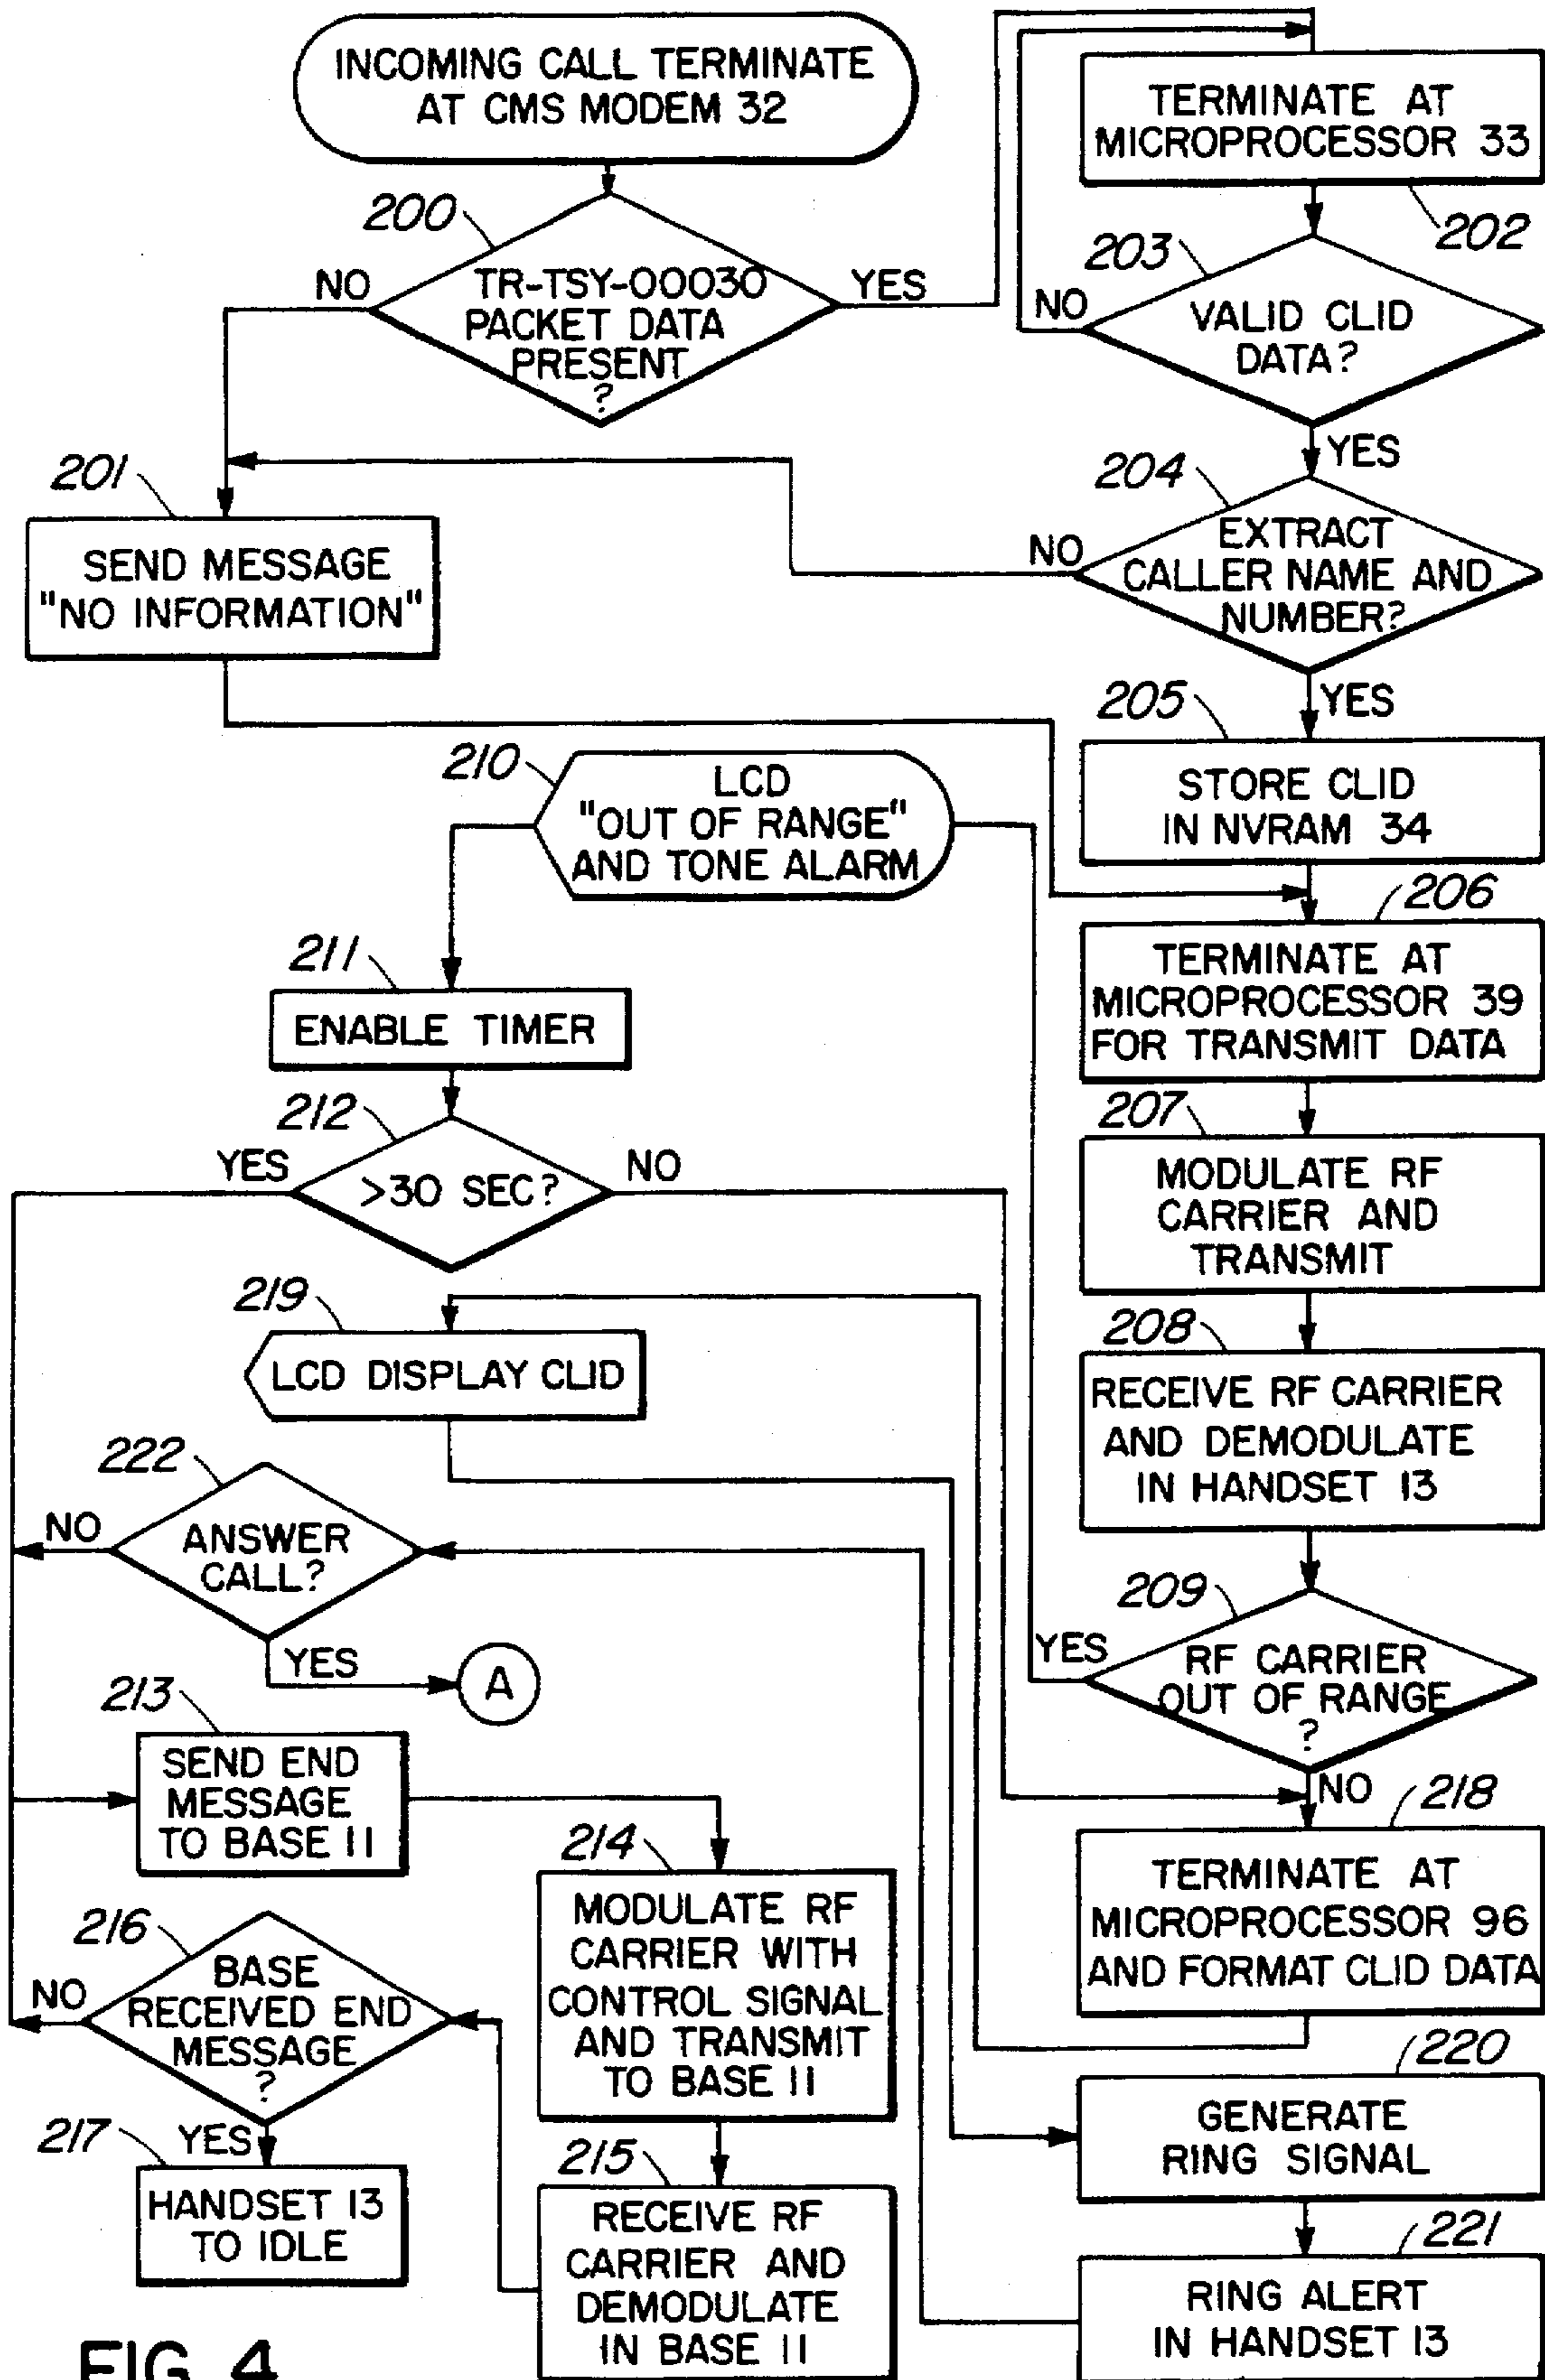 INCOMING CALL TERMINATE
AT CMS MODEM 32
TERMINATE AT
MICROPROCESSOR 33
202
200
TR-TSY-00030
PACKET DATA
PRESENT
?
NO
YES
203
VALID CLID
DATA?
NO
YES
201
SEND MESSAGE
"NO INFORMATION"
204
EXTRACT
CALLER NAME AND
NUMBER?
NO
YES
205
STORE CLID
IN NVRAM 34
210
LCD
"OUT OF RANGE"
AND TONE ALARM
206
TERMINATE AT
MICROPROCESSOR 39
FOR TRANSMIT DATA
211
ENABLE TIMER
212
>30 SEC?
YES
NO
207
MODULATE RF
CARRIER AND
TRANSMIT
219
LCD DISPLAY CLID
208
RECEIVE RF CARRIER
AND DEMODULATE
IN HANDSET 13
222
ANSWER
CALL?
NO
YES
A
209
RF CARRIER
OUT OF RANGE
?
YES
NO
213
SEND END
MESSAGE
TO BASE 11
218
TERMINATE AT
MICROPROCESSOR 96
AND FORMAT CLID DATA
214
MODULATE RF
CARRIER WITH
CONTROL SIGNAL
AND TRANSMIT
TO BASE 11
216
BASE
RECEIVED END
MESSAGE
?
NO
YES
220
GENERATE
RING SIGNAL
217
HANDSET 13
TO IDLE
215
RECEIVE RF
CARRIER AND
DEMODULATE
IN BASE 11
221
RING ALERT
IN HANDSET 13
FIG. 4